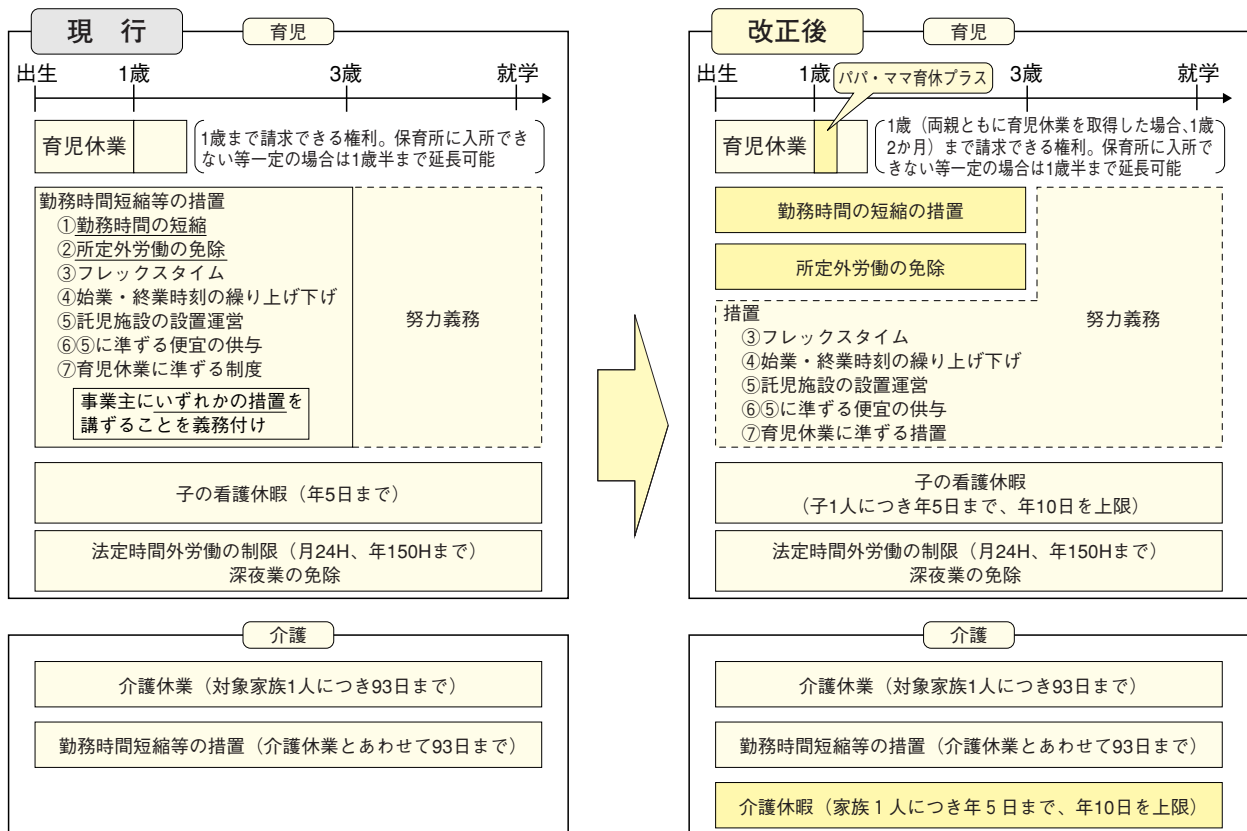 現 行
育児
出生
1歳
3歳
就学
育児休業
1歳まで請求できる権利。保育所に入所でき
ない等一定の場合は1歳半まで延長可能
勤務時間短縮等の措置
①勤務時間の短縮
②所定外労働の免除
③フレックスタイム
④始業・終業時刻の繰り上げ下げ
⑤託児施設の設置運営
⑥⑤に準ずる便宜の供与
⑦育児休業に準ずる制度
事業主にいずれかの措置を
講ずることを義務付け
努力義務
子の看護休暇（年5日まで）
法定時間外労働の制限（月24H、年150Hまで）
深夜業の免除
介護
介護休業（対象家族1人につき93日まで）
勤務時間短縮等の措置（介護休業とあわせて93日まで）
改正後
育児
出生
1歳
パパ・ママ育休プラス
3歳
就学
育児休業
1歳（両親ともに育児休業を取得した場合、1歳
2か月）まで請求できる権利。保育所に入所で
きない等一定の場合は1歳半まで延長可能
勤務時間の短縮の措置
所定外労働の免除
措置
③フレックスタイム
④始業・終業時刻の繰り上げ下げ
⑤託児施設の設置運営
⑥⑤に準ずる便宜の供与
⑦育児休業に準ずる措置
努力義務
子の看護休暇
（子1人につき年5日まで、年10日を上限）
法定時間外労働の制限（月24H、年150Hまで）
深夜業の免除
介護
介護休業（対象家族1人につき93日まで）
勤務時間短縮等の措置（介護休業とあわせて93日まで）
介護休暇（家族１人につき年５日まで、年10日を上限）